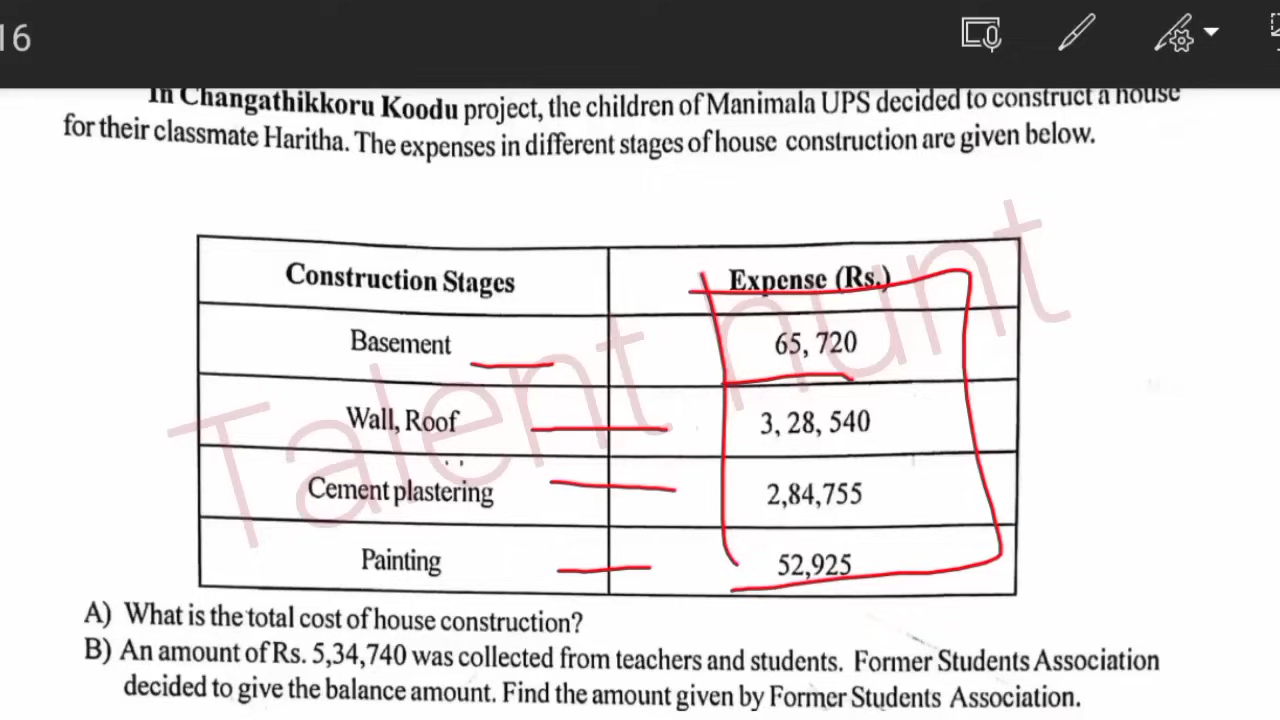 16
In Changathikkoru Koodu project, the children of Manimala UPS decided to construct a house
for their classmate Haritha. The expenses in different stages of house construction are given below.
Construction Stages Expense (Rs.)
Basement 65, 720
Wall, Roof 3, 28, 540
Cement plastering 2,84,755
Painting 52,925
A) What is the total cost of house construction?
B) An amount of Rs. 5,34,740 was collected from teachers and students. Former Students Association
decided to give the balance amount. Find the amount given by Former Students Association.
Talent hunt